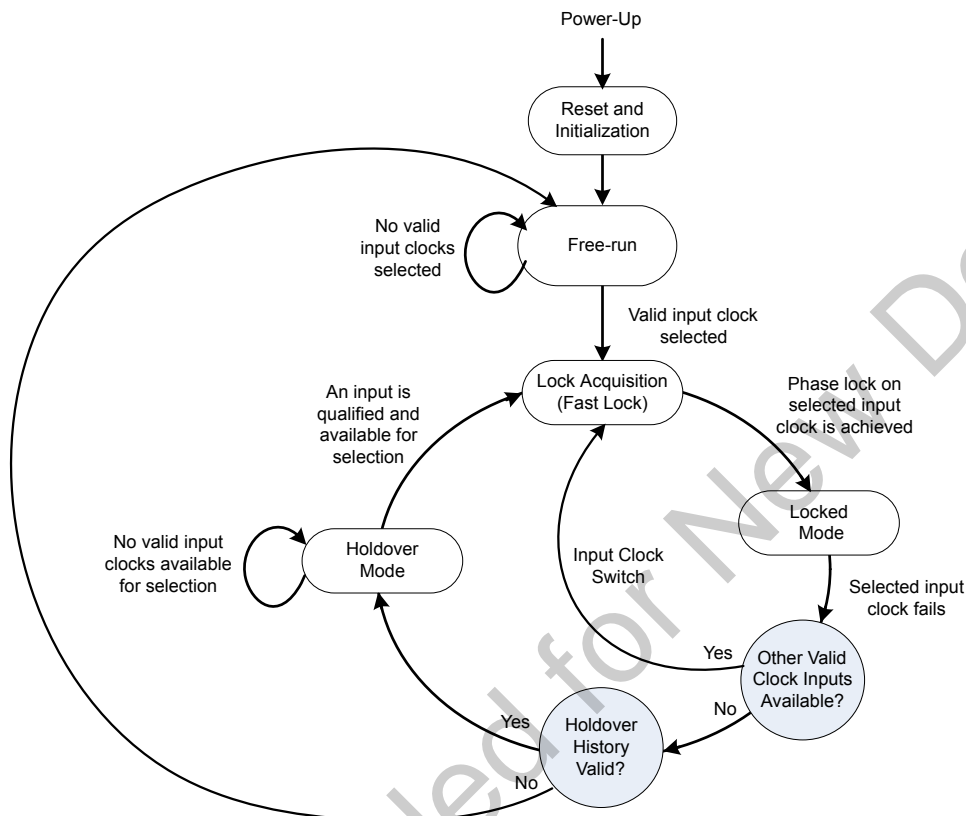 Power-Up
Reset and
Initialization
No valid
input clocks
selected
Free-run
Valid input clock
selected
An input is
qualified and
available for
selection
Lock Acquisition
(Fast Lock)
Phase lock on
selected input
clock is achieved
No valid input
clocks available
for selection
Holdover
Mode
Input Clock
Switch
Locked
Mode
Selected input
clock fails
Yes
Other Valid
Clock Inputs
Available?
No
Yes
Holdover
History
Valid?
No
for New